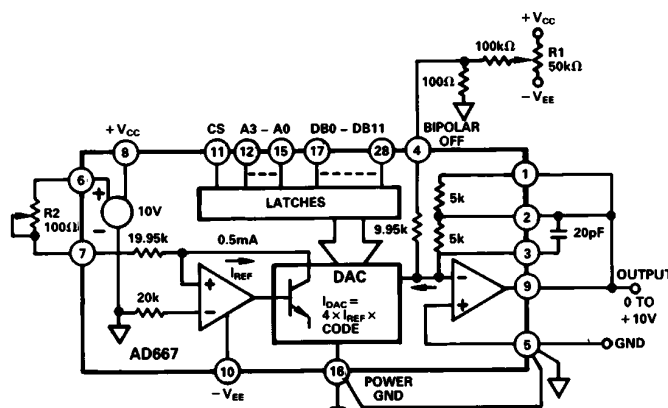 +VCC
100kΩ
R1
50kΩ
100Ω
-VEE
+VCC
CS
A3 - A0
DB0 - DB11
BIPOLAR
OFF
8
11
12
15
17
28
4
6
1
+
10V
-
LATCHES
5k
2
R2
100Ω
9.95k
20pF
7
19.95k
0.5mA
5k
3
IREF
DAC
+
-
OUTPUT
9
20k
-
IDAC =
4 × IREF ×
CODE
+
0 TO
+10V
AD667
5
GND
10
16
POWER
GND
-VEE